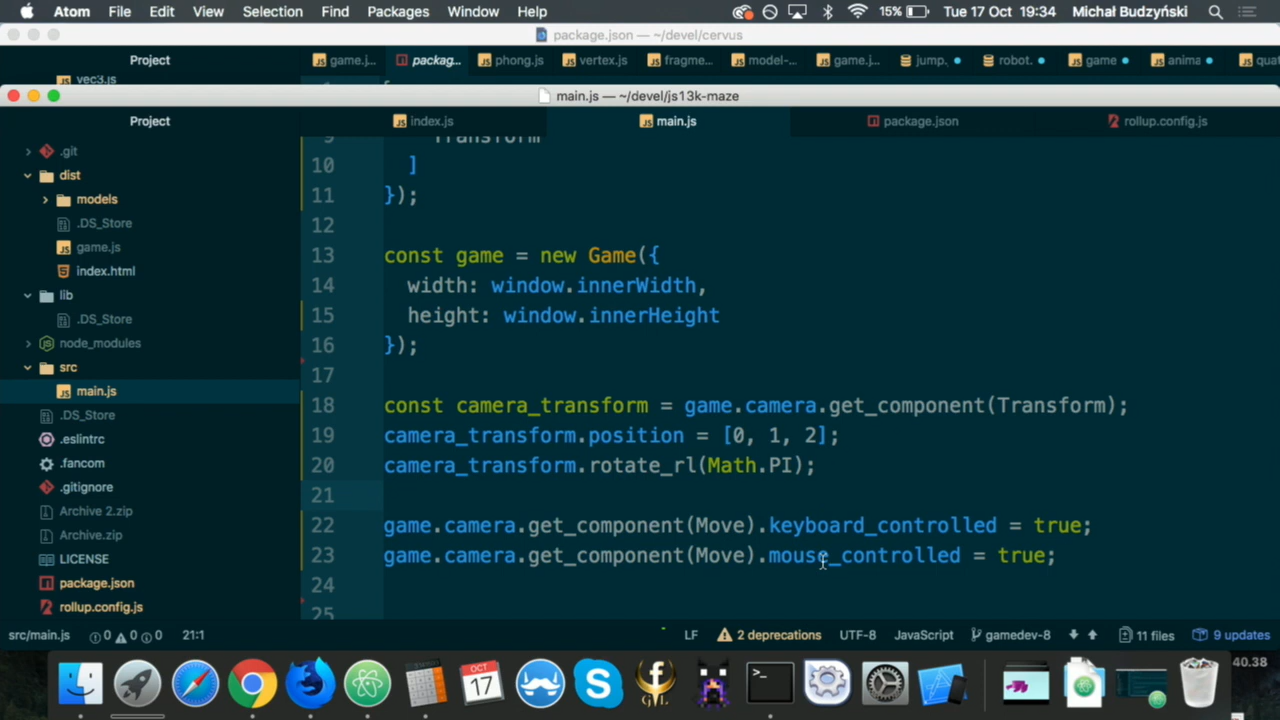 Atom File Edit View Selection Find Packages Window Help 15% Tue 17 Oct 19:34 Michał Budzyński
package.json — ~/devel/cervus
Project game.j... packag... phong.js vertex.js fragme... model-... game.j... jump. robot. game anima quat
vec3.js
main.js — ~/devel/js13k-maze
Project index.js main.js package.json rollup.config.js
.git
dist
models
.DS_Store
game.js
index.html
lib
.DS_Store
node_modules
src
main.js
.DS_Store
.eslintrc
.fancom
.gitignore
Archive 2.zip
Archive.zip
LICENSE
package.json
rollup.config.js
9 Transform
10 ]
11 });
12
13 const game = new Game({
14 width: window.innerWidth,
15 height: window.innerHeight
16 });
17
18 const camera_transform = game.camera.get_component(Transform);
19 camera_transform.position = [0, 1, 2];
20 camera_transform.rotate_rl(Math.PI);
21
22 game.camera.get_component(Move).keyboard_controlled = true;
23 game.camera.get_component(Move).mouse_controlled = true;
24
25
src/main.js 0 0 0 21:1 LF 2 deprecations UTF-8 JavaScript gamedev-8 11 files 9 updates
OCT
17
40.38